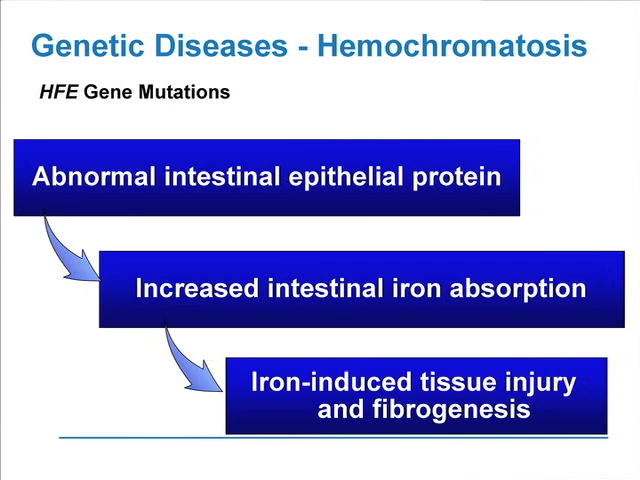 Genetic Diseases - Hemochromatosis
HFE Gene Mutations
Abnormal intestinal epithelial protein
Increased intestinal iron absorption
Iron-induced tissue injury
and fibrogenesis